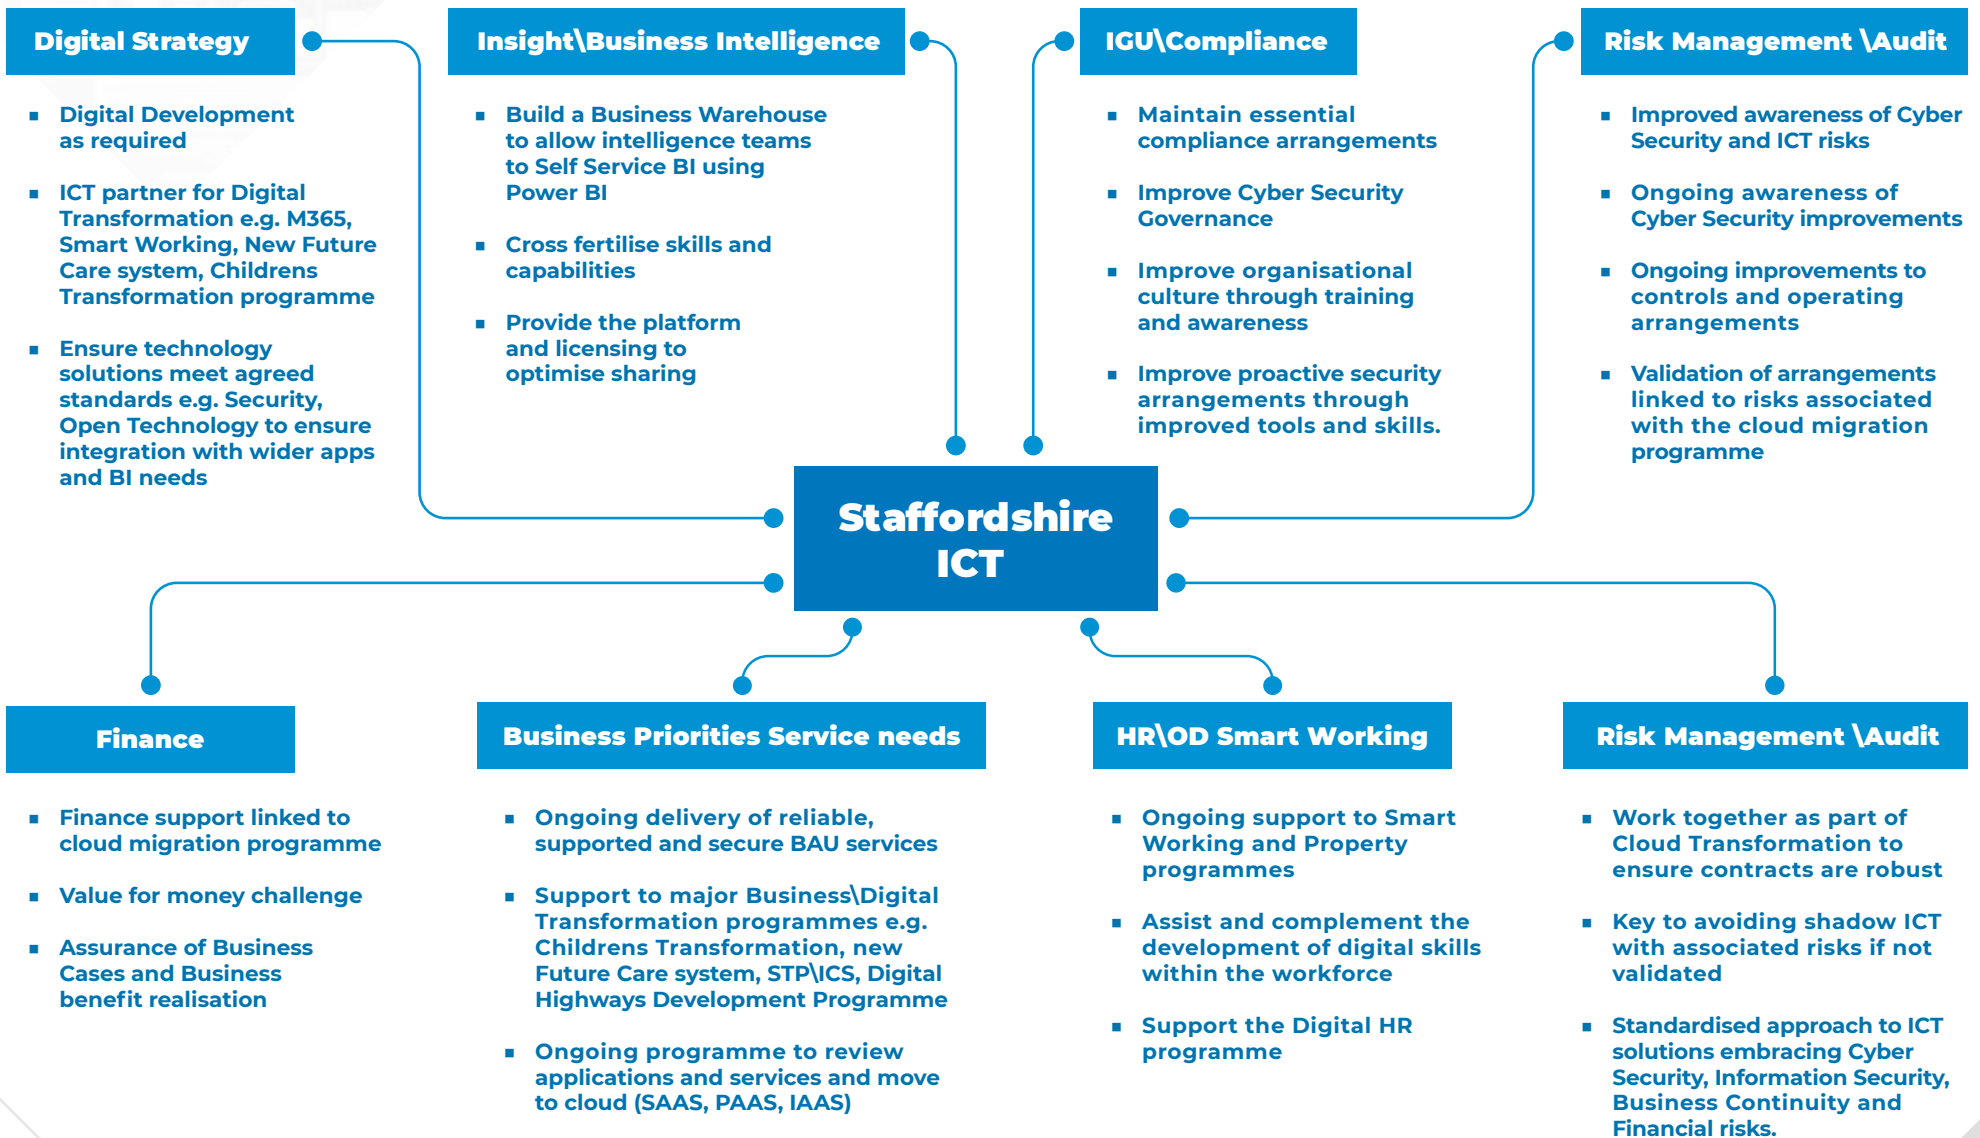 Digital Strategy
Digital Development
as required
ICT partner for Digital
Transformation e.g. M365,
Smart Working, New Future
Care system, Childrens
Transformation programme
Ensure technology
solutions meet agreed
standards e.g. Security,
Open Technology to ensure
integration with wider apps
and BI needs
Insight\Business Intelligence
Build a Business Warehouse
to allow intelligence teams
to Self Service BI using
Power BI
Cross fertilise skills and
capabilities
Provide the platform
and licensing to
optimise sharing
IGU\Compliance
Maintain essential
compliance arrangements
Improve Cyber Security
Governance
Improve organisational
culture through training
and awareness
Improve proactive security
arrangements through
improved tools and skills.
Risk Management \Audit
Improved awareness of Cyber
Security and ICT risks
Ongoing awareness of
Cyber Security improvements
Ongoing improvements to
controls and operating
arrangements
Validation of arrangements
linked to risks associated
with the cloud migration
programme
Staffordshire
ICT
Finance
Finance support linked to
cloud migration programme
Value for money challenge
Assurance of Business
Cases and Business
benefit realisation
Business Priorities Service needs
Ongoing delivery of reliable,
supported and secure BAU services
Support to major Business\Digital
Transformation programmes e.g.
Childrens Transformation, new
Future Care system, STP\ICS, Digital
Highways Development Programme
Ongoing programme to review
applications and services and move
to cloud (SAAS, PAAS, IAAS)
HR\OD Smart Working
Ongoing support to Smart
Working and Property
programmes
Assist and complement the
development of digital skills
within the workforce
Support the Digital HR
programme
Risk Management \Audit
Work together as part of
Cloud Transformation to
ensure contracts are robust
Key to avoiding shadow ICT
with associated risks if not
validated
Standardised approach to ICT
solutions embracing Cyber
Security, Information Security,
Business Continuity and
Financial risks.